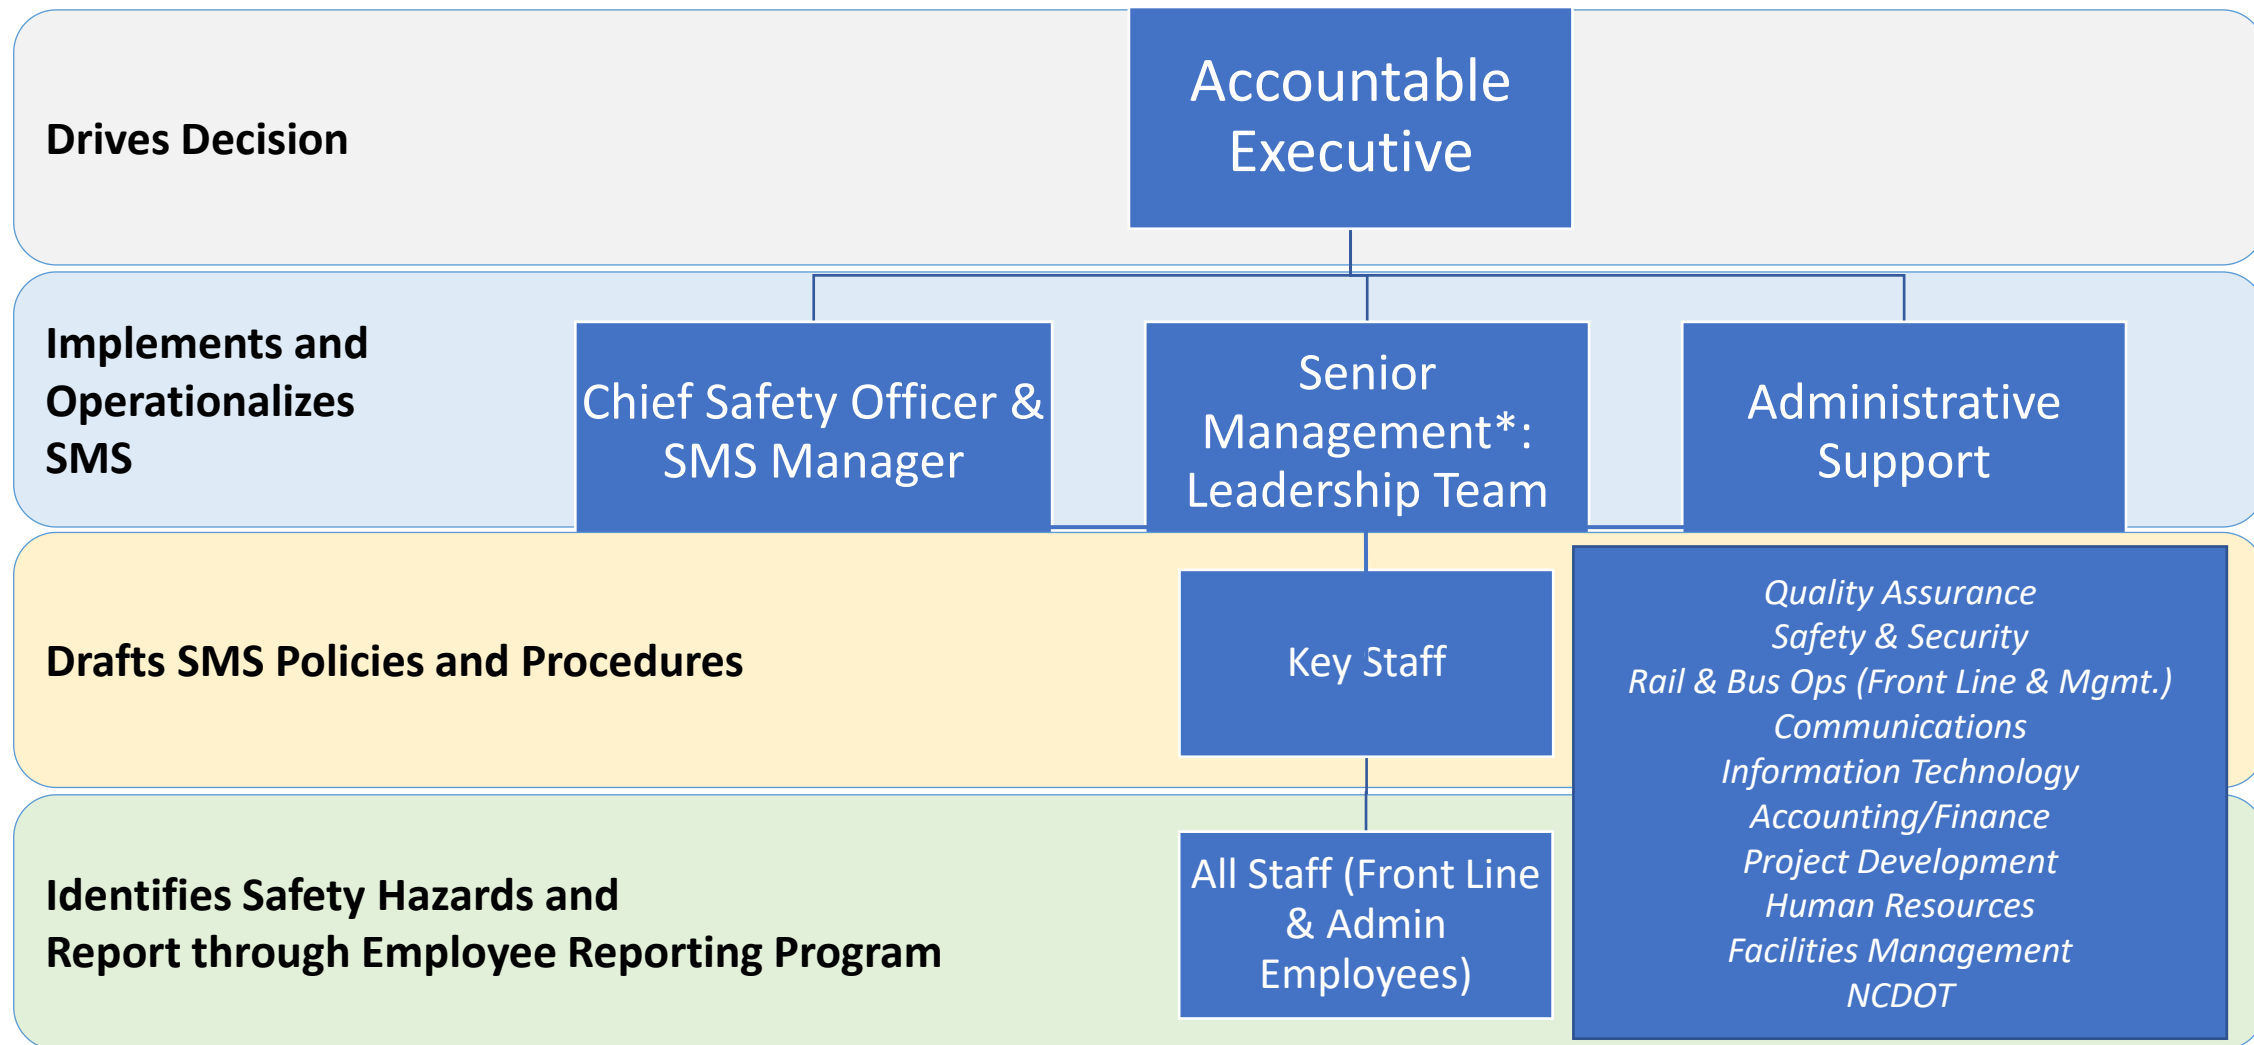 Drives Decision
Accountable
Executive
Implements and
Operationalizes
SMS
Chief Safety Officer &
SMS Manager
Senior
Management*:
Leadership Team
Administrative
Support
Drafts SMS Policies and Procedures
Key Staff
Quality Assurance
Safety & Security
Rail & Bus Ops (Front Line & Mgmt.)
Communications
Information Technology
Accounting/Finance
Project Development
Human Resources
Facilities Management
NCDOT
Identifies Safety Hazards and
Report through Employee Reporting Program
All Staff (Front Line
& Admin
Employees)